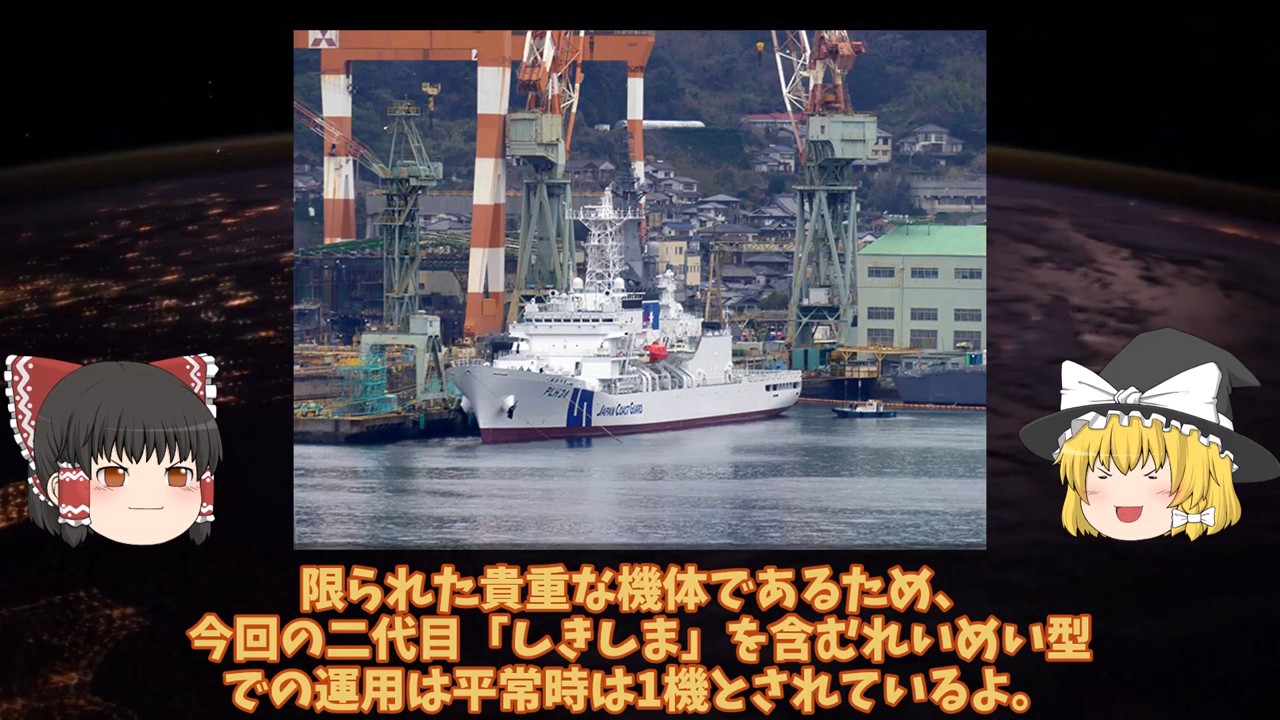 PLH34
JAPAN COAST GUARD
限られた貴重な機体であるため、
今回の二代目「しきしま」を含むれいめい型
での運用は平常時は1機とされているよ。